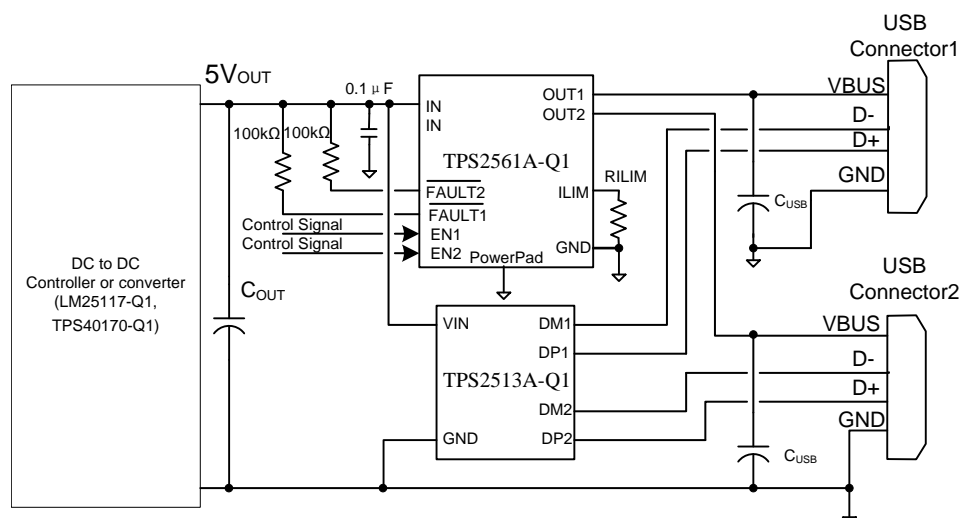 USB
Connector1
5VOUT
0.1 μF
100kΩ 100kΩ
IN
IN
OUT1
OUT2
TPS2561A-Q1
FAULT2
FAULT1
EN1
EN2
ILIM
RILIM
GND
PowerPad
Control Signal
Control Signal
VBUS
D-
D+
GND
CUSB
DC to DC
Controller or converter
(LM25117-Q1,
TPS40170-Q1)
COUT
VIN
DM1
DP1
TPS2513A-Q1
DM2
GND
DP2
USB
Connector2
VBUS
D-
D+
GND
CUSB